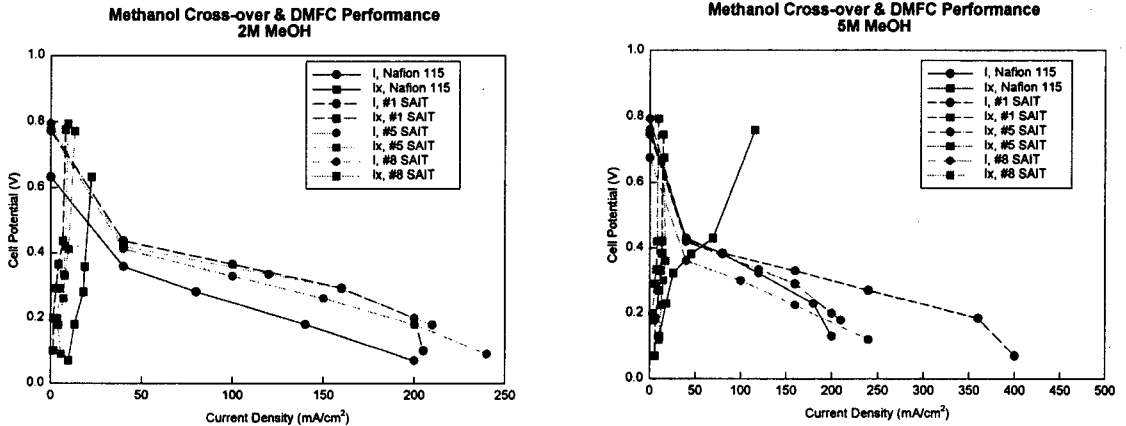 Methanol Cross-over & DMFC Performance
2M MeOH
1.0
0.8
0.6
0.4
0.2
0.0
Cell Potential (V)
I, Nafion 115
Ix, Nafion 115
I, #1 SAIT
Ix, #1 SAIT
I, #5 SAIT
Ix, #5 SAIT
I, #8 SAIT
Ix, #8 SAIT
0 50 100 150 200 250
Current Density (mA/cm²)
Methanol Cross-over & DMFC Performance
5M MeOH
1.0
0.8
0.6
0.4
0.2
0.0
Cell Potential (V)
I, Nafion 115
Ix, Nafion 115
I, #1 SAIT
Ix, #1 SAIT
I, #5 SAIT
Ix, #5 SAIT
I, #8 SAIT
Ix, #8 SAIT
0 50 100 150 200 250 300 350 400 450 500
Current Density (mA/cm²)